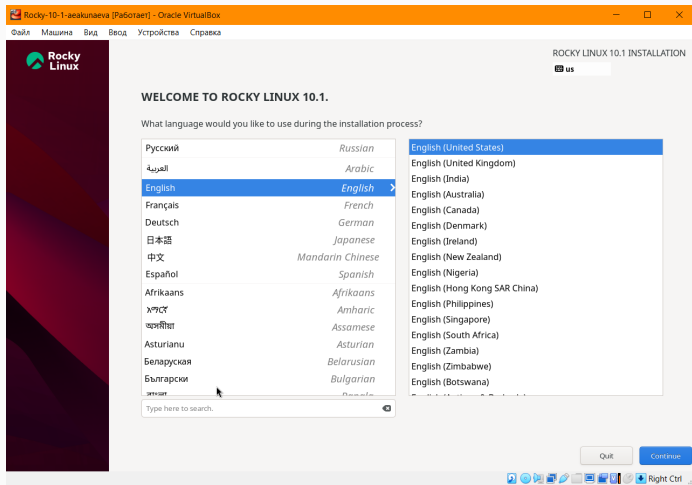 Rocky-10-1-aeakunaeva [Работает] - Oracle VirtualBox
Файл Машина Вид Ввод Устройства Справка
Rocky
Linux
ROCKY LINUX 10.1 INSTALLATION
us
WELCOME TO ROCKY LINUX 10.1.
What language would you like to use during the installation process?
Русский Russian
العربية Arabic
English English
Français French
Deutsch German
日本語 Japanese
中文 Mandarin Chinese
Español Spanish
Afrikaans Afrikaans
አማርኛ Amharic
অসমীয়া Assamese
Asturianu Asturian
Беларуская Belarusian
Български Bulgarian
English (United States)
English (United Kingdom)
English (India)
English (Australia)
English (Canada)
English (Denmark)
English (Ireland)
English (New Zealand)
English (Nigeria)
English (Hong Kong SAR China)
English (Philippines)
English (Singapore)
English (South Africa)
English (Zambia)
English (Zimbabwe)
English (Botswana)
Type here to search.
Quit Continue
Right Ctrl